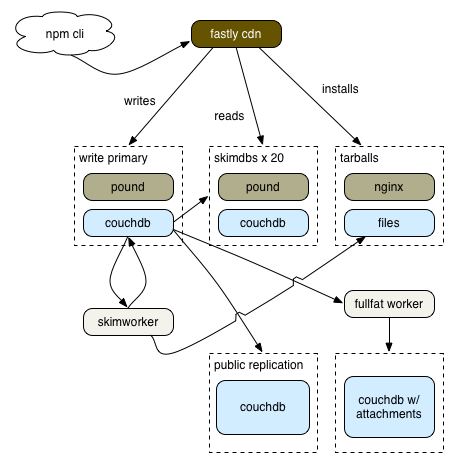 npm cli
fastly cdn
writes
reads
installs
write primary
skimdbs x 20
tarballs
pound
pound
nginx
couchdb
couchdb
files
skimworker
fullfat worker
public replication
couchdb
couchdb w/
attachments